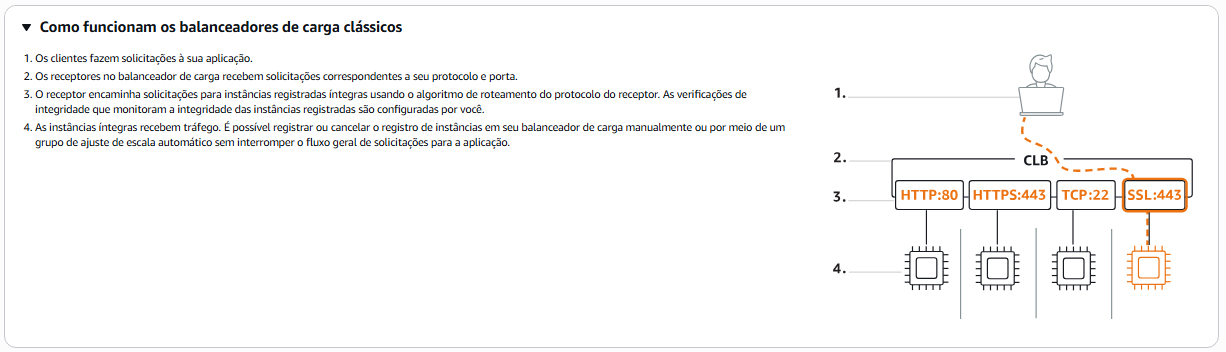 ▼ Como funcionam os balanceadores de carga clássicos
1. Os clientes fazem solicitações à sua aplicação.
2. Os receptores no balanceador de carga recebem solicitações correspondentes a seu protocolo e porta.
3. O receptor encaminha solicitações para instâncias registradas íntegras usando o algoritmo de roteamento do protocolo do receptor. As verificações de
integridade que monitoram a integridade das instâncias registradas são configuradas por você.
4. As instâncias íntegras recebem tráfego. É possível registrar ou cancelar o registro de instâncias em seu balanceador de carga manualmente ou por meio de um
grupo de ajuste de escala automático sem interromper o fluxo geral de solicitações para a aplicação.
1.
2.
CLB
3.
HTTP:80
HTTPS:443
TCP:22
SSL:443
4.